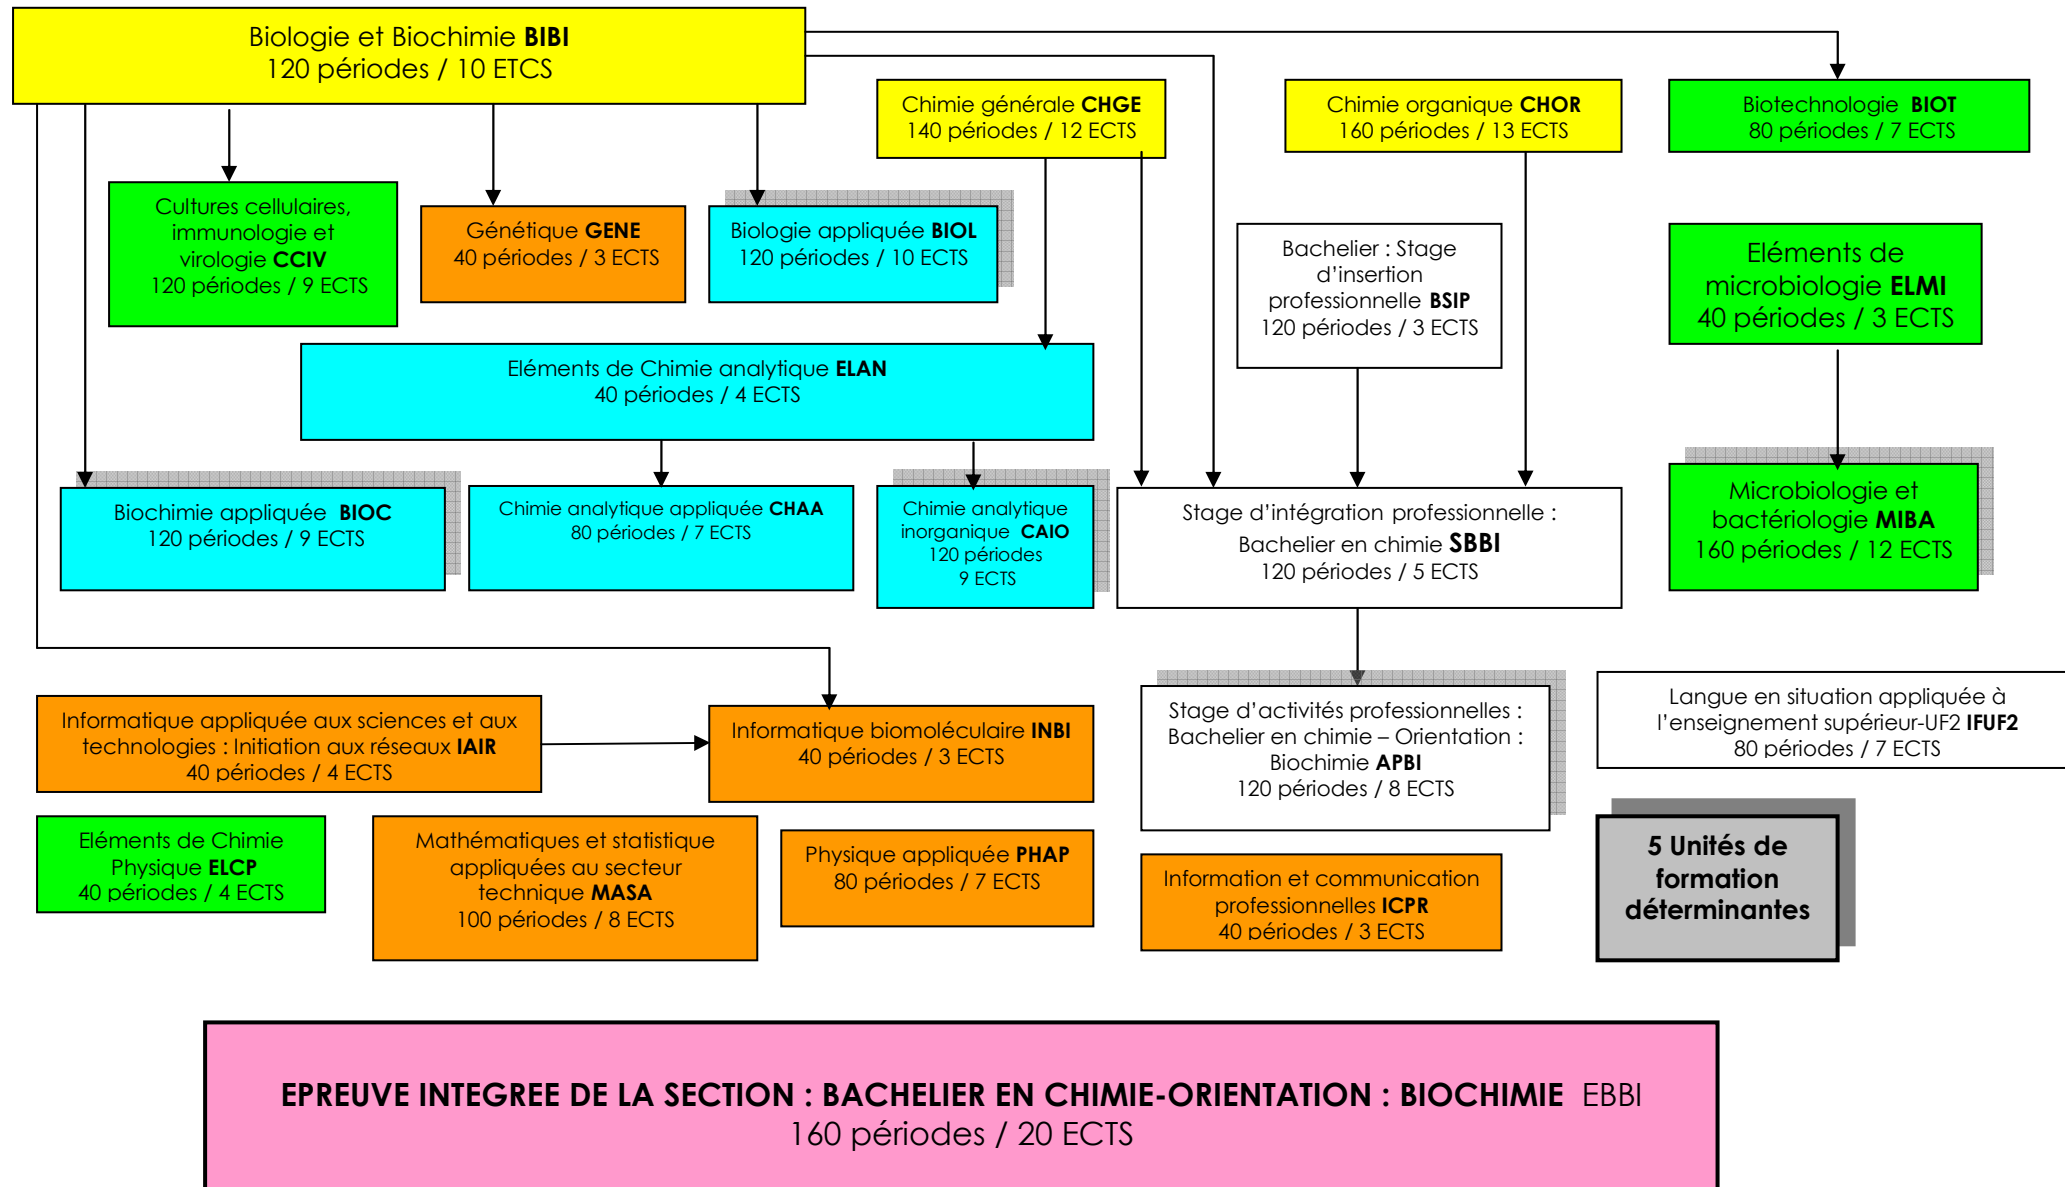 Biologie et Biochimie BIBI
120 périodes / 10 ETCS
Chimie générale CHGE
140 périodes / 12 ECTS
Chimie organique CHOR
160 périodes / 13 ECTS
Biotechnologie BIOT
80 périodes / 7 ECTS
Cultures cellulaires,
immunologie et
virologie CCIV
120 périodes / 9 ECTS
Génétique GENE
40 périodes / 3 ECTS
Biologie appliquée BIOL
120 périodes / 10 ECTS
Bachelier : Stage
d’insertion
professionnelle BSIP
120 périodes / 3 ECTS
Eléments de
microbiologie ELMI
40 périodes / 3 ECTS
Eléments de Chimie analytique ELAN
40 périodes / 4 ECTS
Biochimie appliquée BIOC
120 périodes / 9 ECTS
Chimie analytique appliquée CHAA
80 périodes / 7 ECTS
Chimie analytique
inorganique CAIO
120 périodes
9 ECTS
Stage d’intégration professionnelle :
Bachelier en chimie SBBI
120 périodes / 5 ECTS
Microbiologie et
bactériologie MIBA
160 périodes / 12 ECTS
Informatique appliquée aux sciences et aux
technologies : Initiation aux réseaux IAIR
40 périodes / 4 ECTS
Informatique biomoléculaire INBI
40 périodes / 3 ECTS
Stage d’activités professionnelles :
Bachelier en chimie – Orientation :
Biochimie APBI
120 périodes / 8 ECTS
Langue en situation appliquée à
l’enseignement supérieur-UF2 IFUF2
80 périodes / 7 ECTS
Eléments de Chimie
Physique ELCP
40 périodes / 4 ECTS
Mathématiques et statistique
appliquées au secteur
technique MASA
100 périodes / 8 ECTS
Physique appliquée PHAP
80 périodes / 7 ECTS
Information et communication
professionnelles ICPR
40 périodes / 3 ECTS
5 Unités de
formation
déterminantes
EPREUVE INTEGREE DE LA SECTION : BACHELIER EN CHIMIE-ORIENTATION : BIOCHIMIE EBBI
160 périodes / 20 ECTS